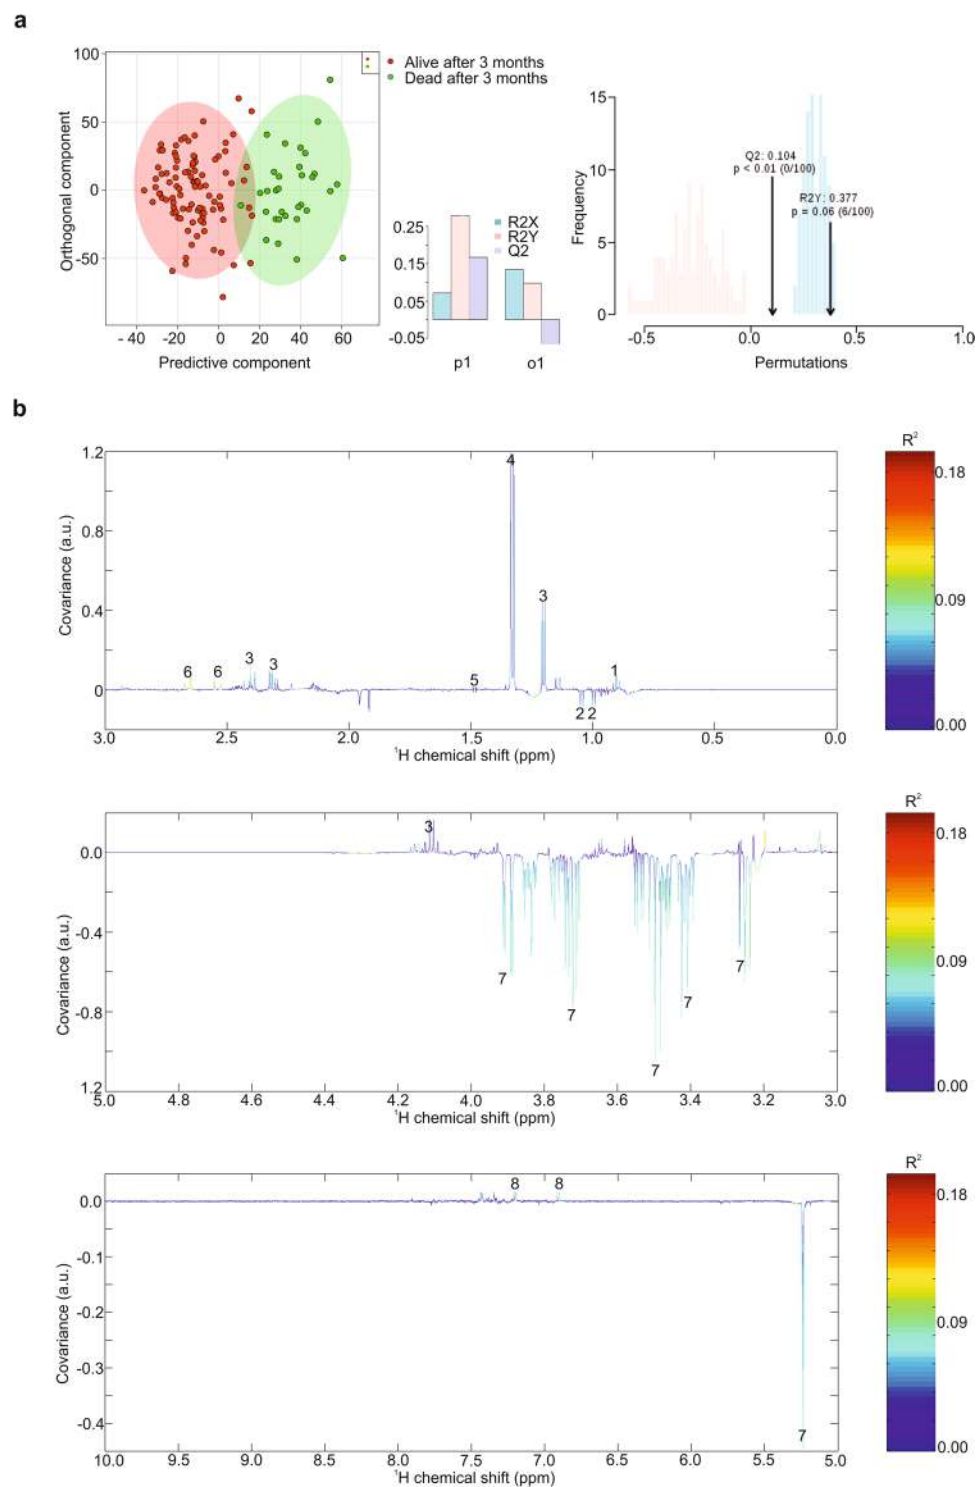 a
100
50
0
-50
Orthogonal component
-40 -20 0 20 40 60
Predictive component
Alive after 3 months
Dead after 3 months
0.25
0.15
0.05
-0.05
R2X
R2Y
Q2
p1 o1
15
10
5
0
Frequency
Q2: 0.104
p < 0.01 (0/100)
R2Y: 0.377
p = 0.06 (6/100)
-0.5 0.0 0.5 1.0
Permutations
b
1.2
0.8
0.4
0
Covariance (a.u.)
4
3
6 6 3 3 5 1
2 2
3.0 2.5 2.0 1.5 1.0 0.5 0.0
¹H chemical shift (ppm)
R²
0.18
0.09
0.00
0.0
-0.4
-0.8
1.2
Covariance (a.u.)
3
7 7 7 7 7
5.0 4.8 4.6 4.4 4.2 4.0 3.8 3.6 3.4 3.2 3.0
¹H chemical shift (ppm)
R²
0.18
0.09
0.00
0.0
-0.1
-0.2
-0.3
-0.4
Covariance (a.u.)
8 8
7
10.0 9.5 9.0 8.5 8.0 7.5 7.0 6.5 6.0 5.5 5.0
¹H chemical shift (ppm)
R²
0.18
0.09
0.00